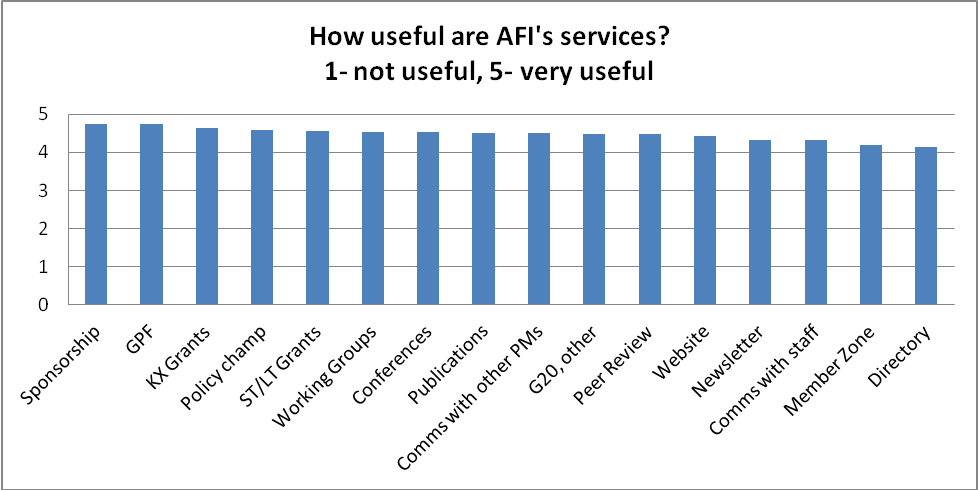 How useful are AFI's services?
1- not useful, 5- very useful
5
4
3
2
1
0
Sponsorship
GPF
KX Grants
Policy champ
ST/LT Grants
Working Groups
Conferences
Publications
Comms with other PMs
G20, other
Peer Review
Website
Newsletter
Comms with staff
Member Zone
Directory